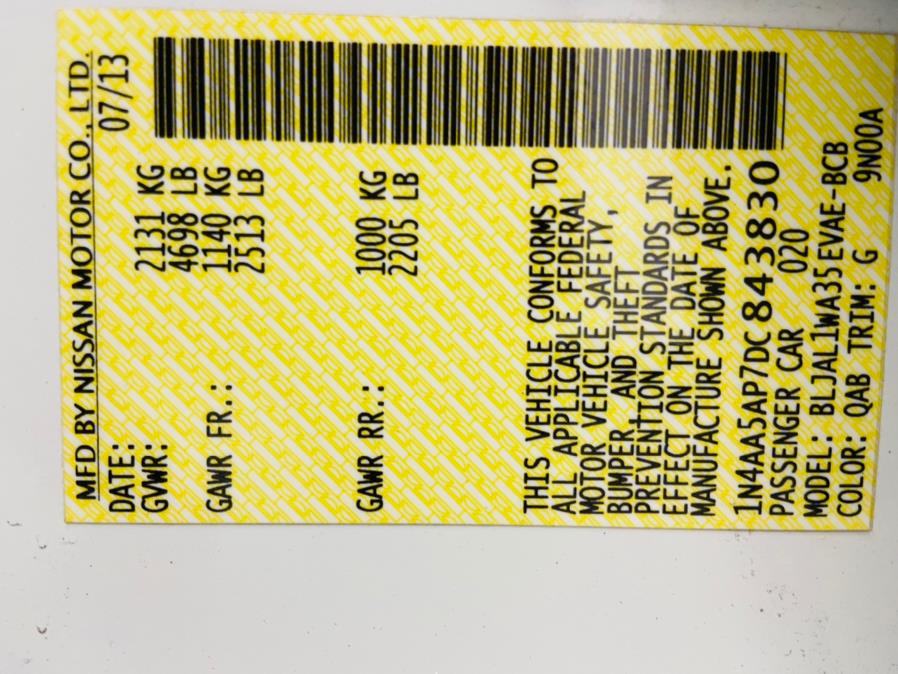 MFD BY NISSAN MOTOR CO., LTD.
DATE: 07/13
GVWR: 2131 KG
4698 LB
GAWR FR.: 1140 KG
2513 LB
GAWR RR.: 1000 KG
2205 LB
THIS VEHICLE CONFORMS TO
ALL APPLICABLE FEDERAL
MOTOR VEHICLE SAFETY,
BUMPER, AND THEFT
PREVENTION STANDARDS IN
EFFECT ON THE DATE OF
MANUFACTURE SHOWN ABOVE.
1N4AA5AP7DC843830
PASSENGER CAR 020
MODEL: BLJAL1WA35EVAE-BCB
COLOR: QAB TRIM: G 9N00A